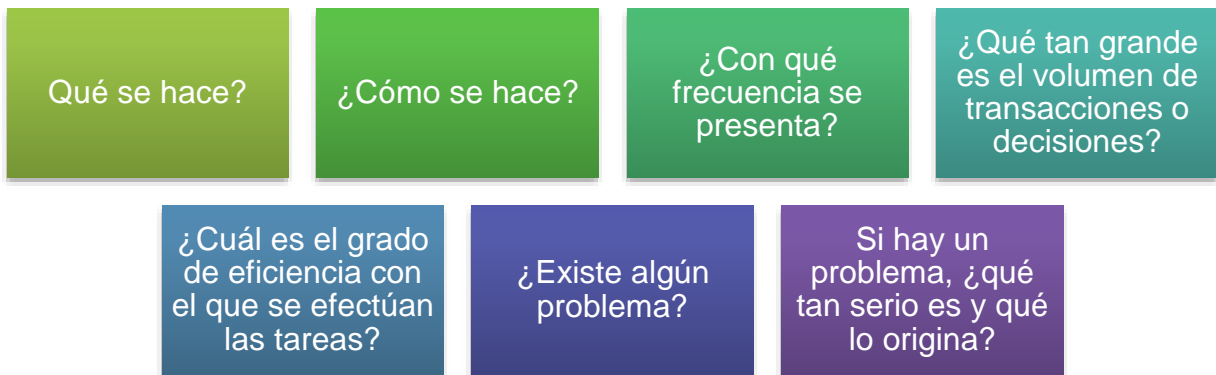 Qué se hace?
¿Cómo se hace?
¿Con qué
frecuencia se
presenta?
¿Qué tan grande
es el volumen de
transacciones o
decisiones?
¿Cuál es el grado
de eficiencia con
el que se efectúan
las tareas?
¿Existe algún
problema?
Si hay un
problema, ¿qué
tan serio es y qué
lo origina?